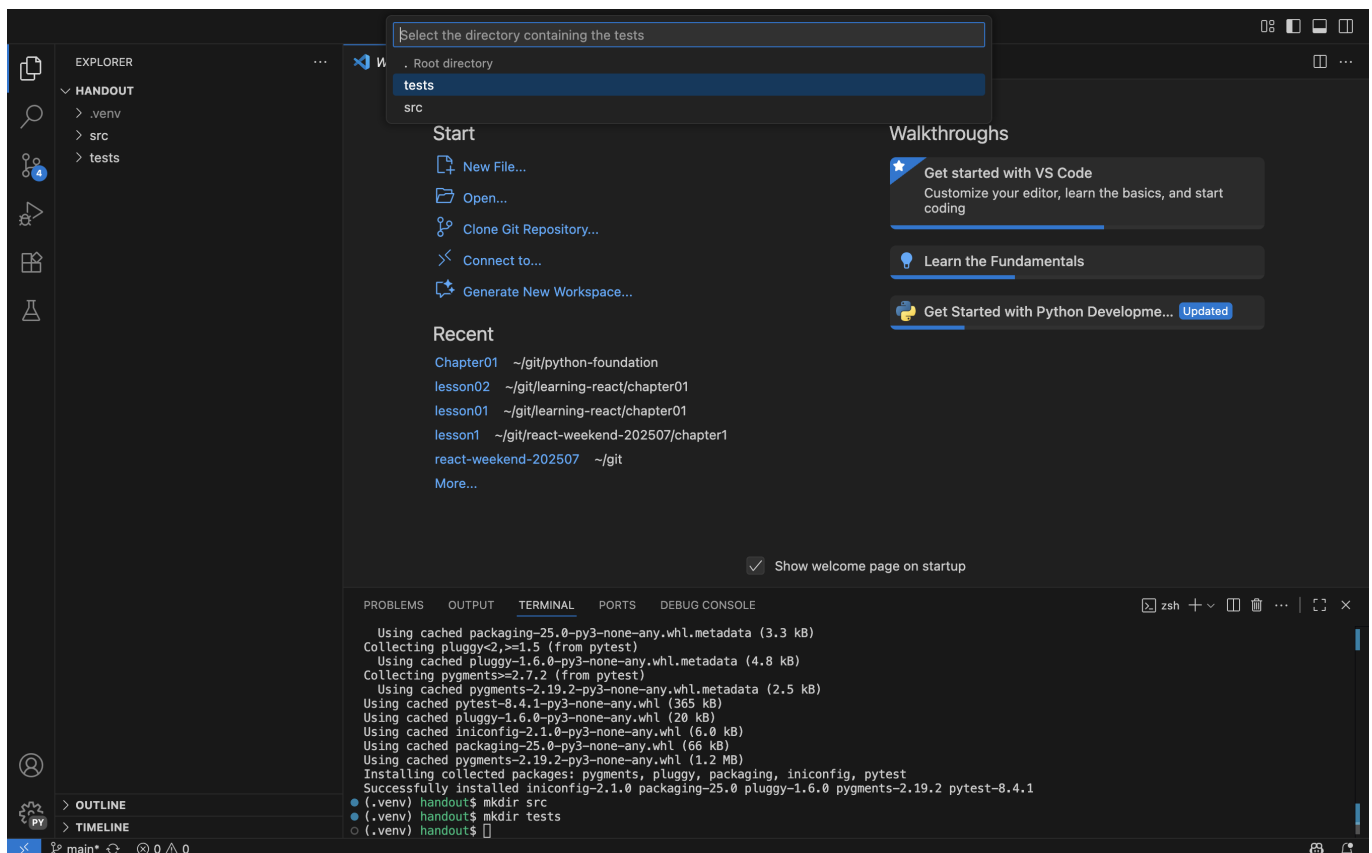 Select the directory containing the tests
. Root directory
tests
src
EXPLORER
HANDOUT
.venv
src
tests
4
W
Start
New File...
Open...
Clone Git Repository...
Connect to...
Generate New Workspace...
Recent
Chapter01 ~/git/python-foundation
lesson02 ~/git/learning-react/chapter01
lesson01 ~/git/learning-react/chapter01
lesson1 ~/git/react-weekend-202507/chapter1
react-weekend-202507 ~/git
More...
Walkthroughs
Get started with VS Code
Customize your editor, learn the basics, and start
coding
Learn the Fundamentals
Get Started with Python Developme... Updated
Show welcome page on startup
PROBLEMS OUTPUT TERMINAL PORTS DEBUG CONSOLE
zsh
Using cached packaging-25.0-py3-none-any.whl.metadata (3.3 kB)
Collecting pluggy<2,>=1.5 (from pytest)
Using cached pluggy-1.6.0-py3-none-any.whl.metadata (4.8 kB)
Collecting pygments>=2.7.2 (from pytest)
Using cached pygments-2.19.2-py3-none-any.whl.metadata (2.5 kB)
Using cached pytest-8.4.1-py3-none-any.whl (365 kB)
Using cached pluggy-1.6.0-py3-none-any.whl (20 kB)
Using cached iniconfig-2.1.0-py3-none-any.whl (6.0 kB)
Using cached packaging-25.0-py3-none-any.whl (66 kB)
Using cached pygments-2.19.2-py3-none-any.whl (1.2 MB)
Installing collected packages: pygments, pluggy, packaging, iniconfig, pytest
Successfully installed iniconfig-2.1.0 packaging-25.0 pluggy-1.6.0 pygments-2.19.2 pytest-8.4.1
(.venv) handout$ mkdir src
(.venv) handout$ mkdir tests
(.venv) handout$
OUTLINE
TIMELINE
PY
main* 0 0